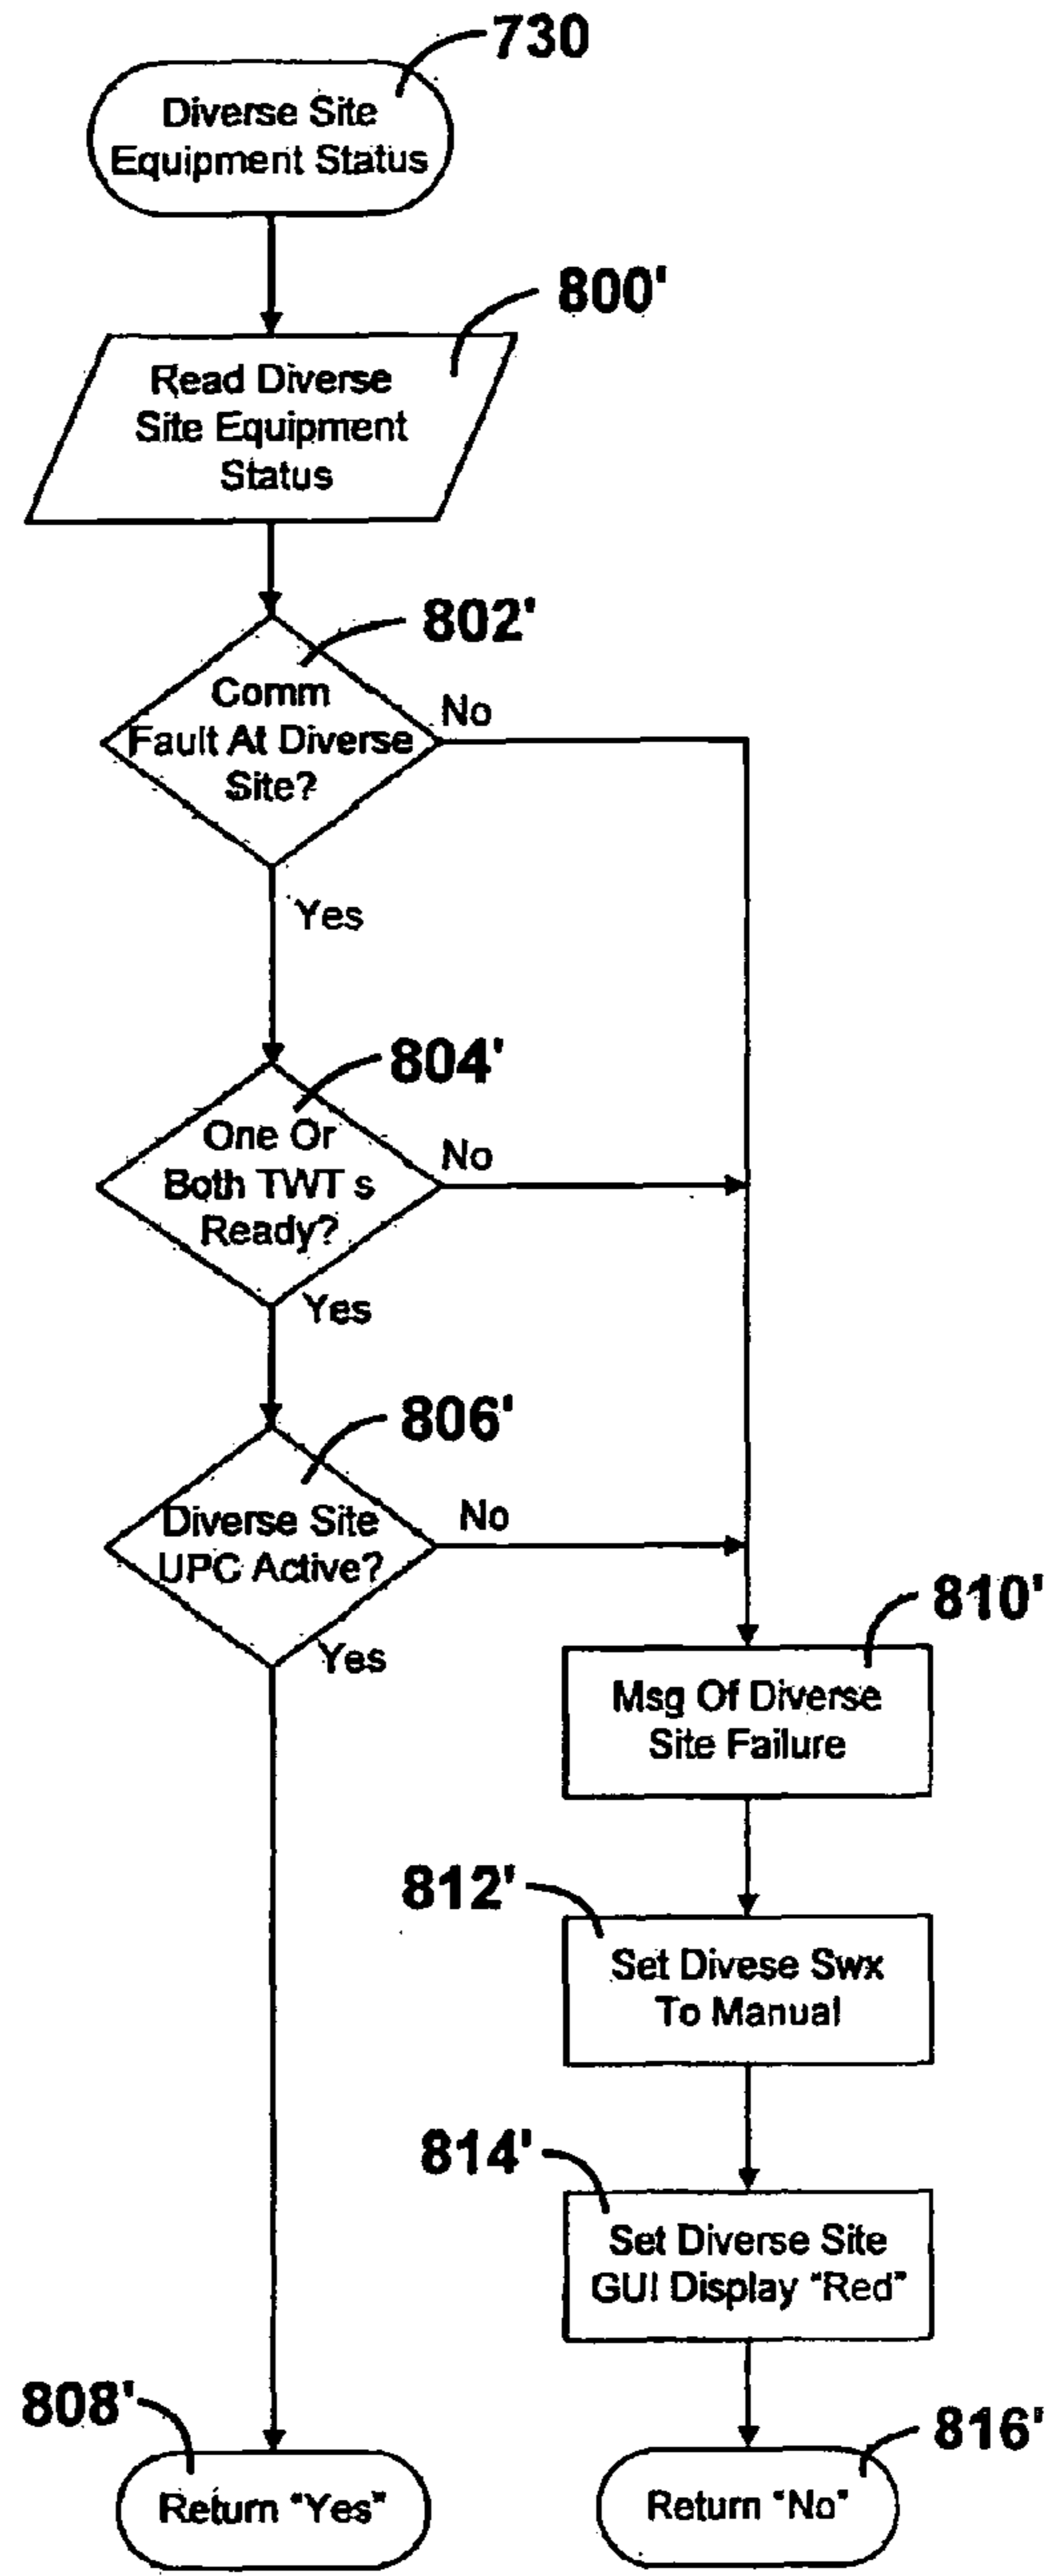 730
Diverse Site
Equipment Status
800'
Read Diverse
Site Equipment
Status
802'
Comm
Fault At Diverse
Site?
No
Yes
804'
One Or
Both TWT s
Ready?
No
Yes
806'
Diverse Site
UPC Active?
No
Yes
810'
Msg Of Diverse
Site Failure
812'
Set Divese Swx
To Manual
814'
Set Diverse Site
GUI Display "Red"
808'
Return "Yes"
816'
Return "No"